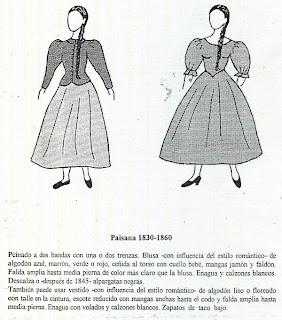 Paisana 1830-1860
Peinado a dos bandas con una o dos trenzas. Blusa -con influencia del estilo romántico- de
algodón azul, marrón, verde o rojo, ceñida al torso con cuello bebé, mangas jamón y faldón.
Falda amplia hasta media pierna de color más claro que la blusa. Enagua y calzones blancos.
Descalza o -después de 1845- alpargatas negras.
También puede usar vestido -con influencia del estilo romántico- de algodón liso o floreado
con talle en la cintura, escote reducido con mangas anchas hasta el codo y falda amplia hasta
media pierna. Enagua con volados y calzones blancos. Zapatos de taco bajo.